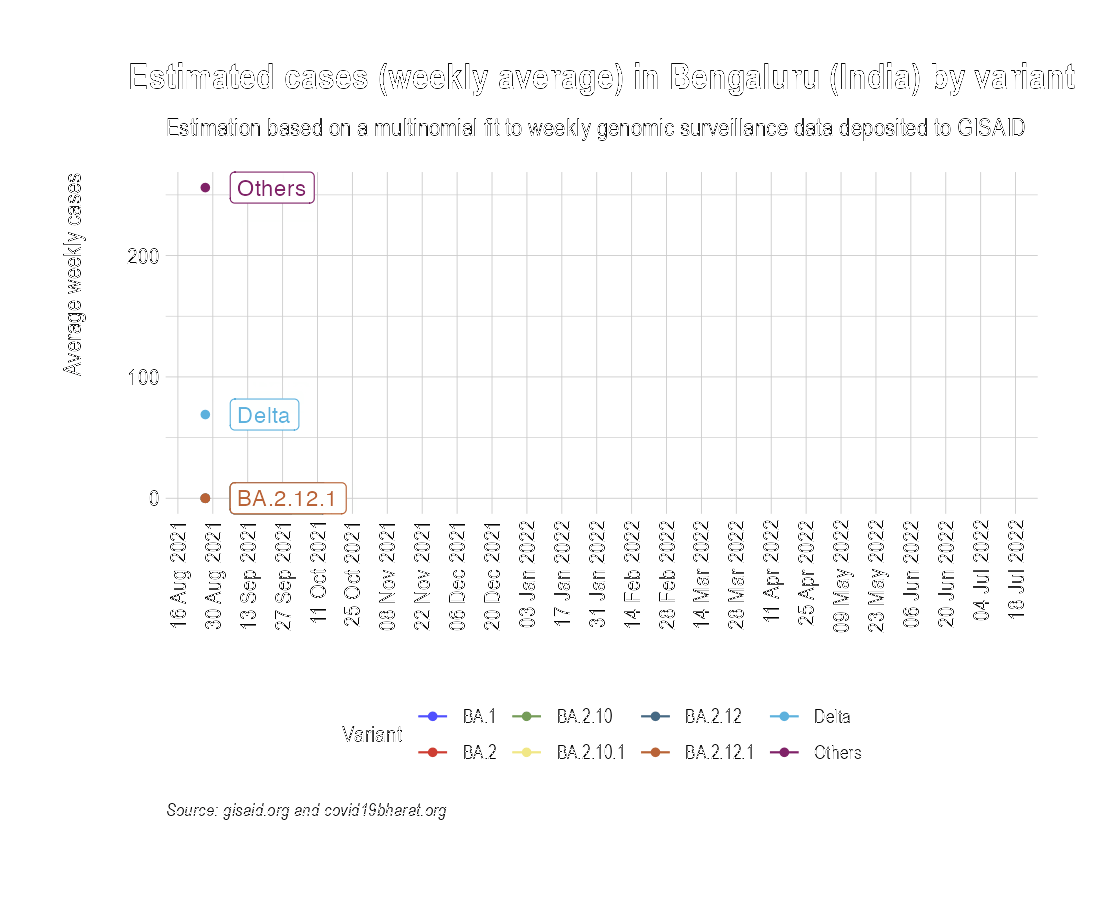 Estimated cases (weekly average) in Bengaluru (India) by variant
Estimation based on a multinomial fit to weekly genomic surveillance data deposited to GISAID
Average weekly cases
Others
200
100
Delta
0
BA.2.12.1
16 Aug 2021
30 Aug 2021
13 Sep 2021
27 Sep 2021
11 Oct 2021
25 Oct 2021
08 Nov 2021
22 Nov 2021
06 Dec 2021
20 Dec 2021
03 Jan 2022
17 Jan 2022
31 Jan 2022
14 Feb 2022
28 Feb 2022
14 Mar 2022
28 Mar 2022
11 Apr 2022
25 Apr 2022
09 May 2022
23 May 2022
06 Jun 2022
20 Jun 2022
04 Jul 2022
18 Jul 2022
Variant
BA.1 BA.2.10 BA.2.12 Delta
BA.2 BA.2.10.1 BA.2.12.1 Others
Source: gisaid.org and covid19bharat.org